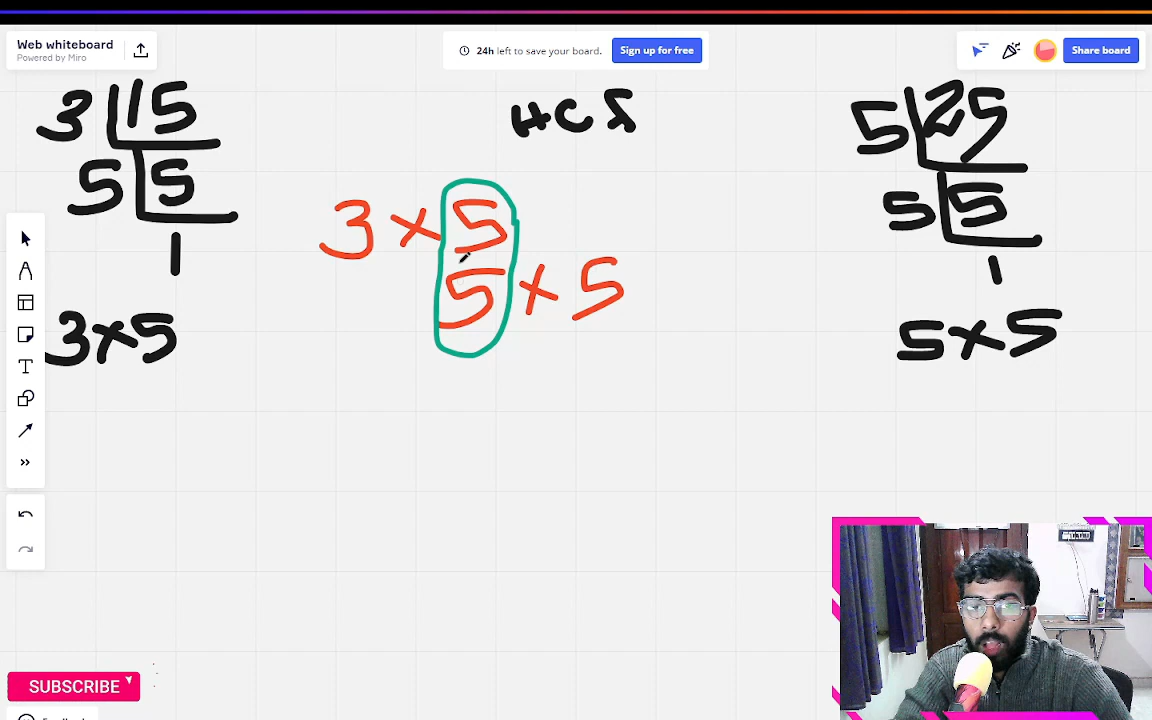 Web whiteboard
Powered by Miro
24h left to save your board.
Sign up for free
Share board
3 15
5 5
1
3×5
HCF
3 × 5
5 × 5
5 25
5 5
1
5×5
T
SUBSCRIBE